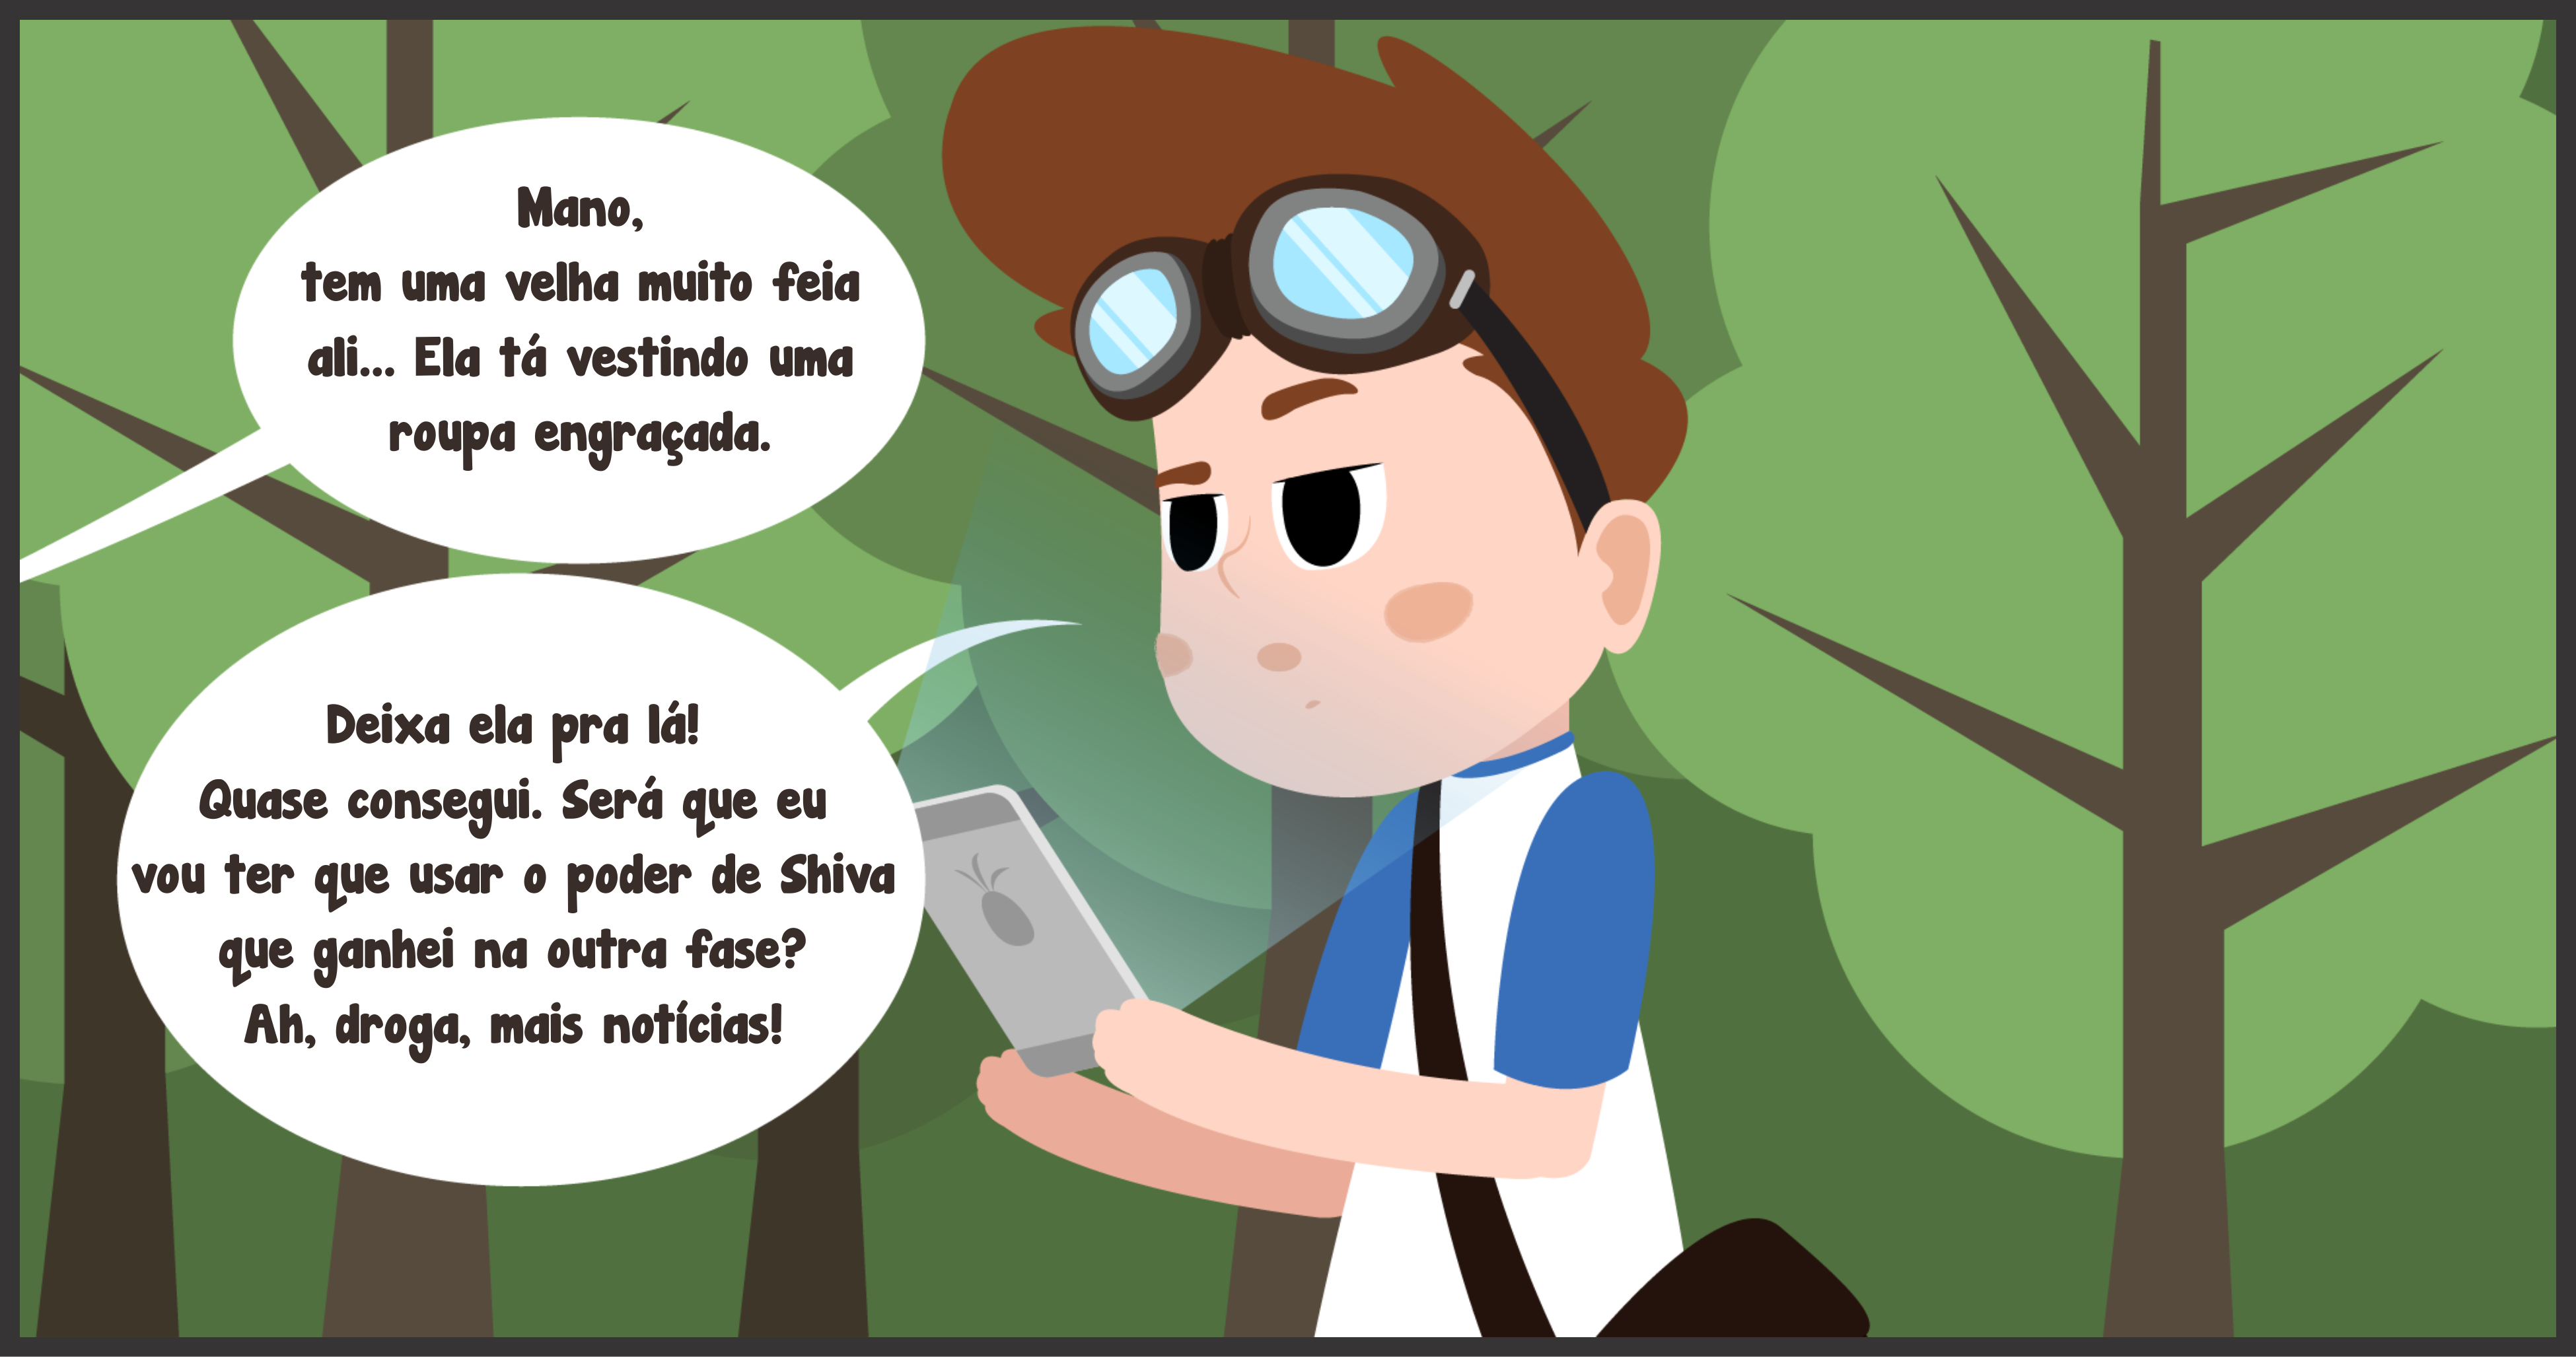 Mano,
tem uma velha muito feia
ali... Ela tá vestindo uma
roupa engraçada.
Deixa ela pra lá!
Quase consegui. Será que eu
vou ter que usar o poder de Shiva
que ganhei na outra fase?
Ah, droga, mais notícias!